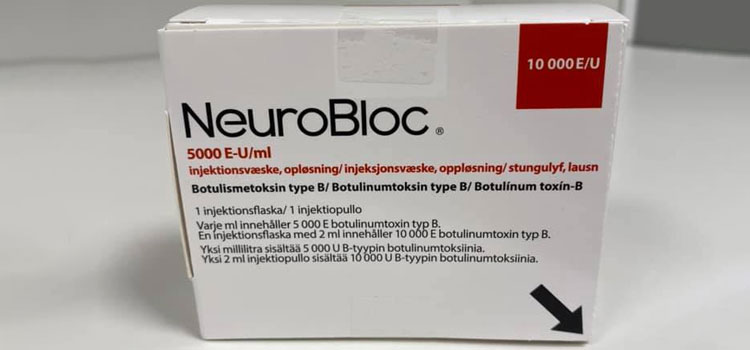 10 000 E/U
NeuroBloc®
5000 E-U/ml
injektionsvæske, opløsning/ injeksjonsvæske, oppløsning/ stungulyf, lausn
Botulismetoksin type B/ Botulinumtoksin type B/ Botulínum toxín-B
1 injektionsflaska/ 1 injektiopullo
Varje ml innehåller 5 000 E botulinumtoxin typ B.
En injektionsflaska med 2 ml innehåller 10 000 E botulinumtoxin typ B.
Yksi millilitra sisältää 5 000 U B-tyypin botulinumtoksiinia.
Yksi 2 ml injektiopullo sisältää 10 000 U B-tyypin botulinumtoksiinia.